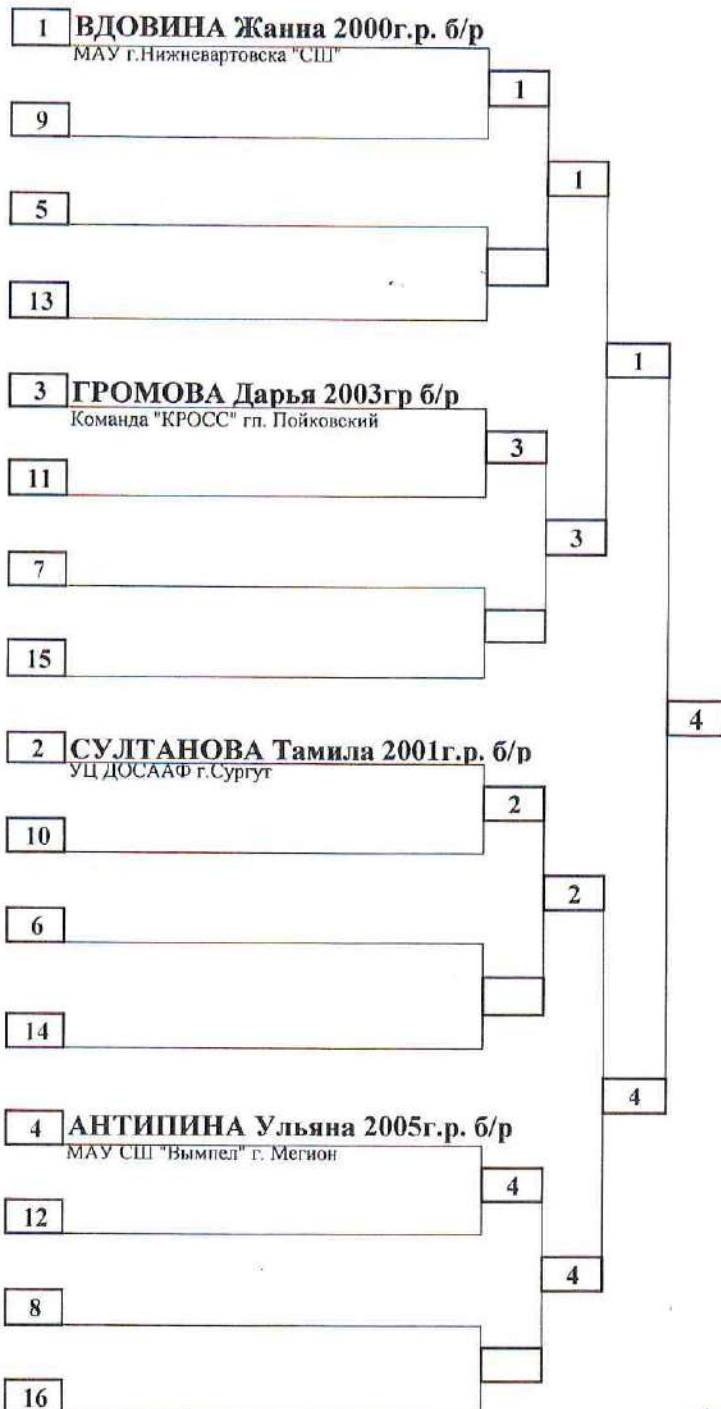 1 ВДОВИНА Жанна 2000г.р. б/р
МАУ г.Нижневартовска "СШ"
1
9
1
5
13
1
3 ГРОМОВА Дарья 2003гр б/р
Команда "КРОСС" гп. Пойковский
3
11
3
7
15
4
2 СУЛТАНОВА Тамила 2001г.р. б/р
УЦ ДОСААФ г.Сургут
2
10
2
6
14
4
4 АНТИПИНА Ульяна 2005г.р. б/р
МАУ СШ "Вымпел" г. Мегион
4
12
4
8
16